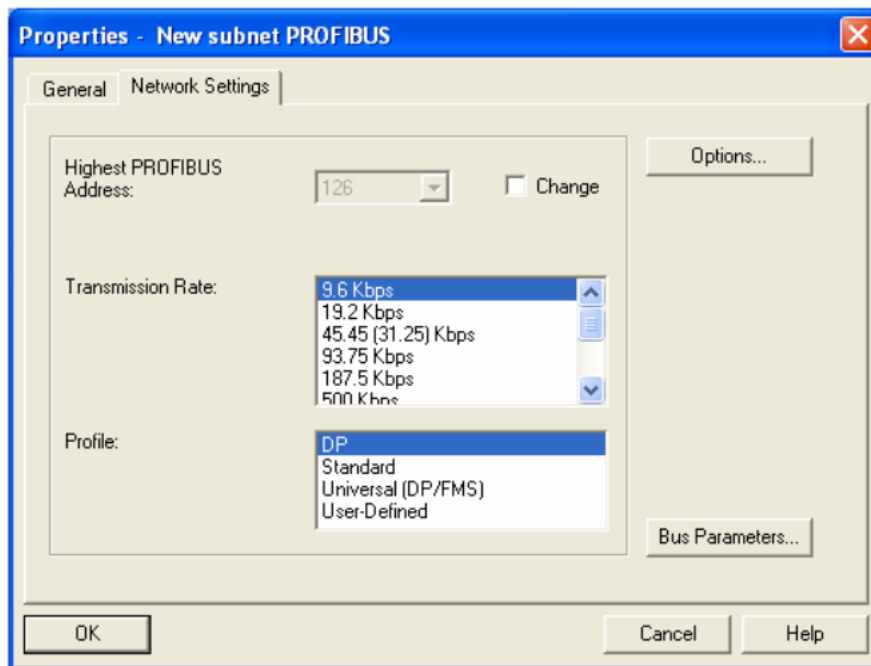 Properties - New subnet PROFIBUS
General Network Settings
Highest PROFIBUS
Address:
126
Change
Options...
Transmission Rate:
9.6 Kbps
19.2 Kbps
45.45 (31.25) Kbps
93.75 Kbps
187.5 Kbps
500 Kbps
Profile:
DP
Standard
Universal (DP/FMS)
User-Defined
Bus Parameters...
OK
Cancel
Help